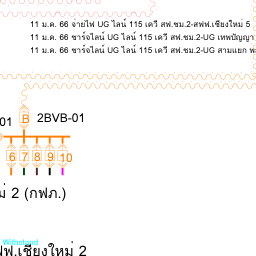 11 ม.ค. 66 จ่ายไฟ UG ไลน์ 115 เควี สฟ.ชม.2-สฟฟ.เชียงใหม่ 5
11 ม.ค. 66 ชาร์จไลน์ UG ไลน์ 115 เควี สฟ.ชม.2-UG เทพปัญญา
11 ม.ค. 66 ชาร์จไลน์ UG ไลน์ 115 เควี สฟ.ชม.2-UG สามแยก
01 B 2BVB-01
6 7 8 9 10
2 (กฟภ.)
Withsland
เชียงใหม่ 2